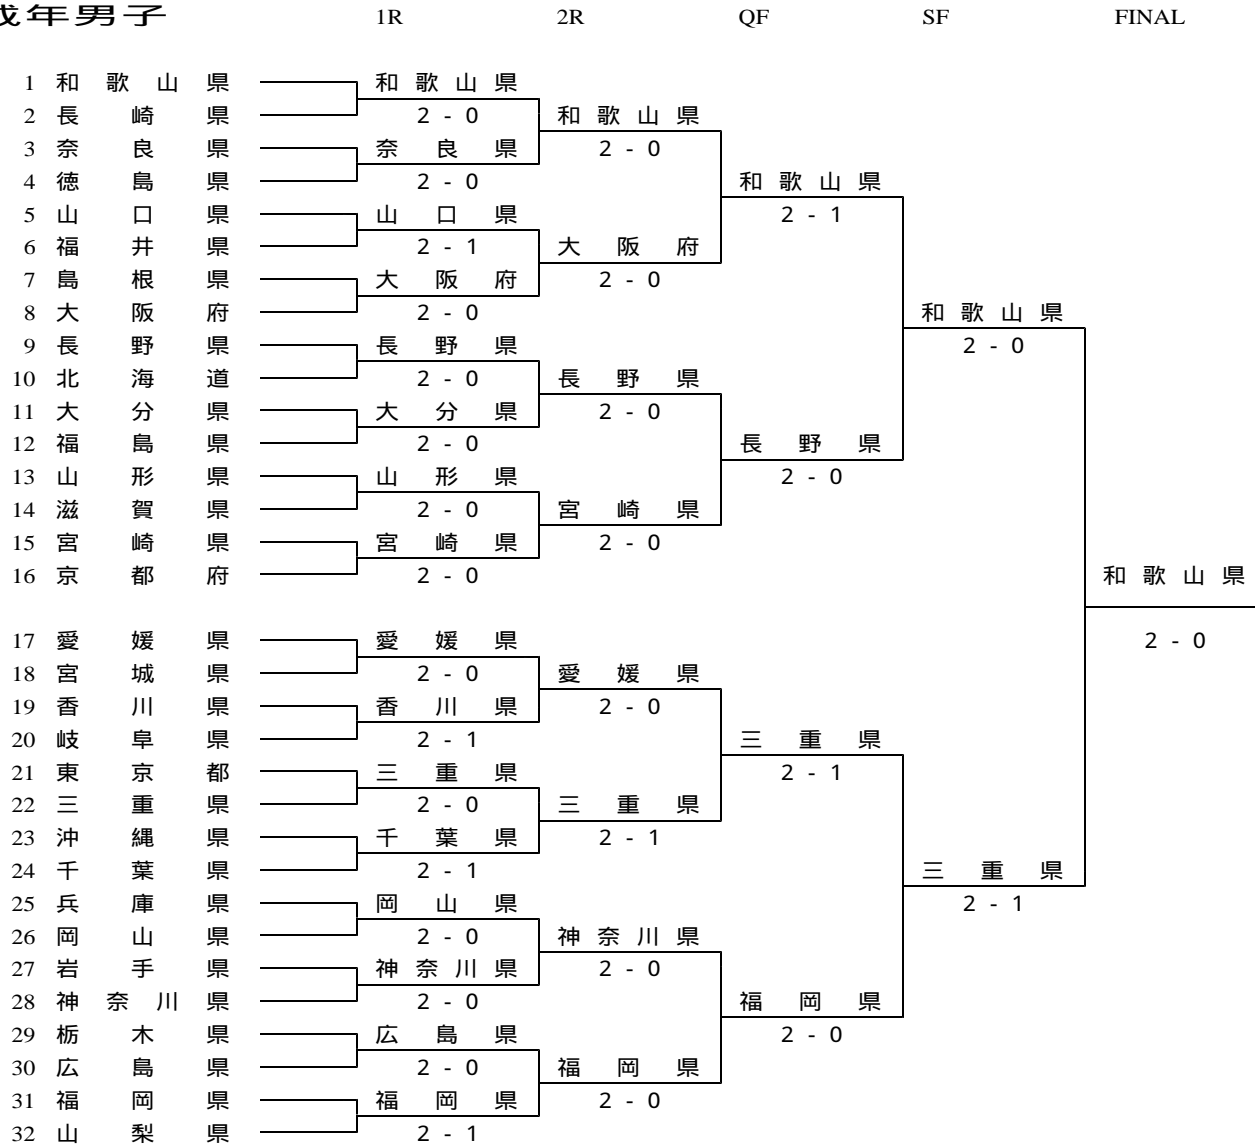 成年男子 1R 2R QF SF FINAL
1 和歌山県 和歌山県
2 長崎県 2 - 0 和歌山県
3 奈良県 奈良県 2 - 0
4 徳島県 2 - 0 和歌山県
5 山口県 山口県 2 - 1
6 福井県 2 - 1 大阪府
7 島根県 大阪府 2 - 0
8 大阪府 2 - 0 和歌山県
9 長野県 長野県 2 - 0
10 北海道 2 - 0 長野県
11 大分県 大分県 2 - 0
12 福島県 2 - 0 長野県
13 山形県 山形県 2 - 0
14 滋賀県 2 - 0 宮崎県
15 宮崎県 宮崎県 2 - 0
16 京都府 2 - 0 和歌山県
17 愛媛県 愛媛県 2 - 0
18 宮城県 2 - 0 愛媛県
19 香川県 香川県 2 - 0
20 岐阜県 2 - 1 三重県
21 東京都 三重県 2 - 1
22 三重県 2 - 0 三重県
23 沖縄県 千葉県 2 - 1
24 千葉県 2 - 1 三重県
25 兵庫県 岡山県 2 - 1
26 岡山県 2 - 0 神奈川県
27 岩手県 神奈川県 2 - 0
28 神奈川県 2 - 0 福岡県
29 栃木県 広島県 2 - 0
30 広島県 2 - 0 福岡県
31 福岡県 福岡県 2 - 0
32 山梨県 2 - 1